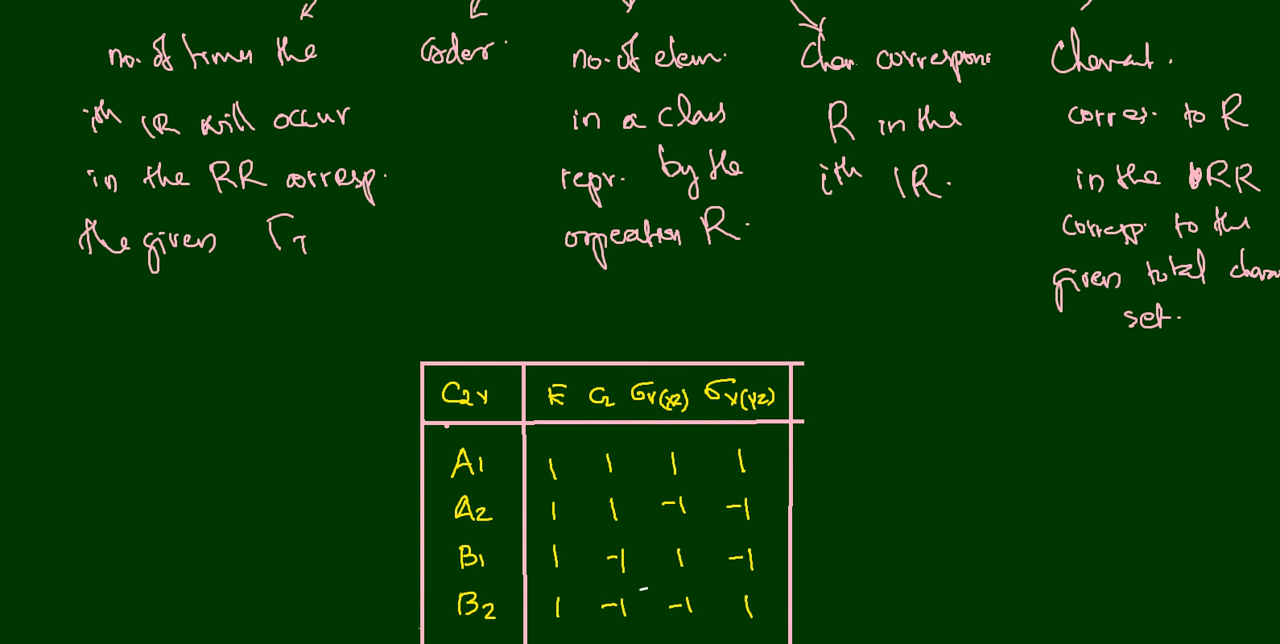 no. of times the
ith IR will occur
in the RR corresp.
the given ΓT
order.
no. of elem.
in a class
repr. by the
operation R.
Char. correspon
R in the
ith IR.
Charact.
corres. to R
in the RR
corresp. to the
given total chara
set.
C2v E C2 σv(xz) σv(yz)
A1 1 1 1 1
A2 1 1 -1 -1
B1 1 -1 1 -1
B2 1 -1 -1 1